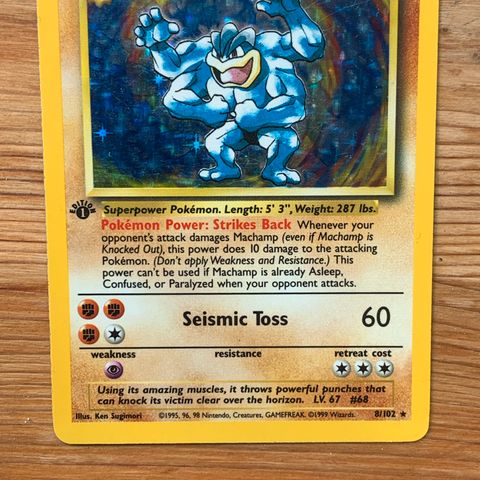 EDITION
1
Superpower Pokémon. Length: 5' 3", Weight: 287 lbs.
Pokémon Power: Strikes Back Whenever your
opponent's attack damages Machamp (even if Machamp is
Knocked Out), this power does 10 damage to the attacking
Pokémon. (Don't apply Weakness and Resistance.) This
power can't be used if Machamp is already Asleep,
Confused, or Paralyzed when your opponent attacks.
Seismic Toss 60
weakness resistance retreat cost
Using its amazing muscles, it throws powerful punches that
can knock its victim clear over the horizon. LV. 67 #68
Illus. Ken Sugimori ©1995, 96, 98 Nintendo, Creatures, GAMEFREAK. ©1999 Wizards. 8/102 ★